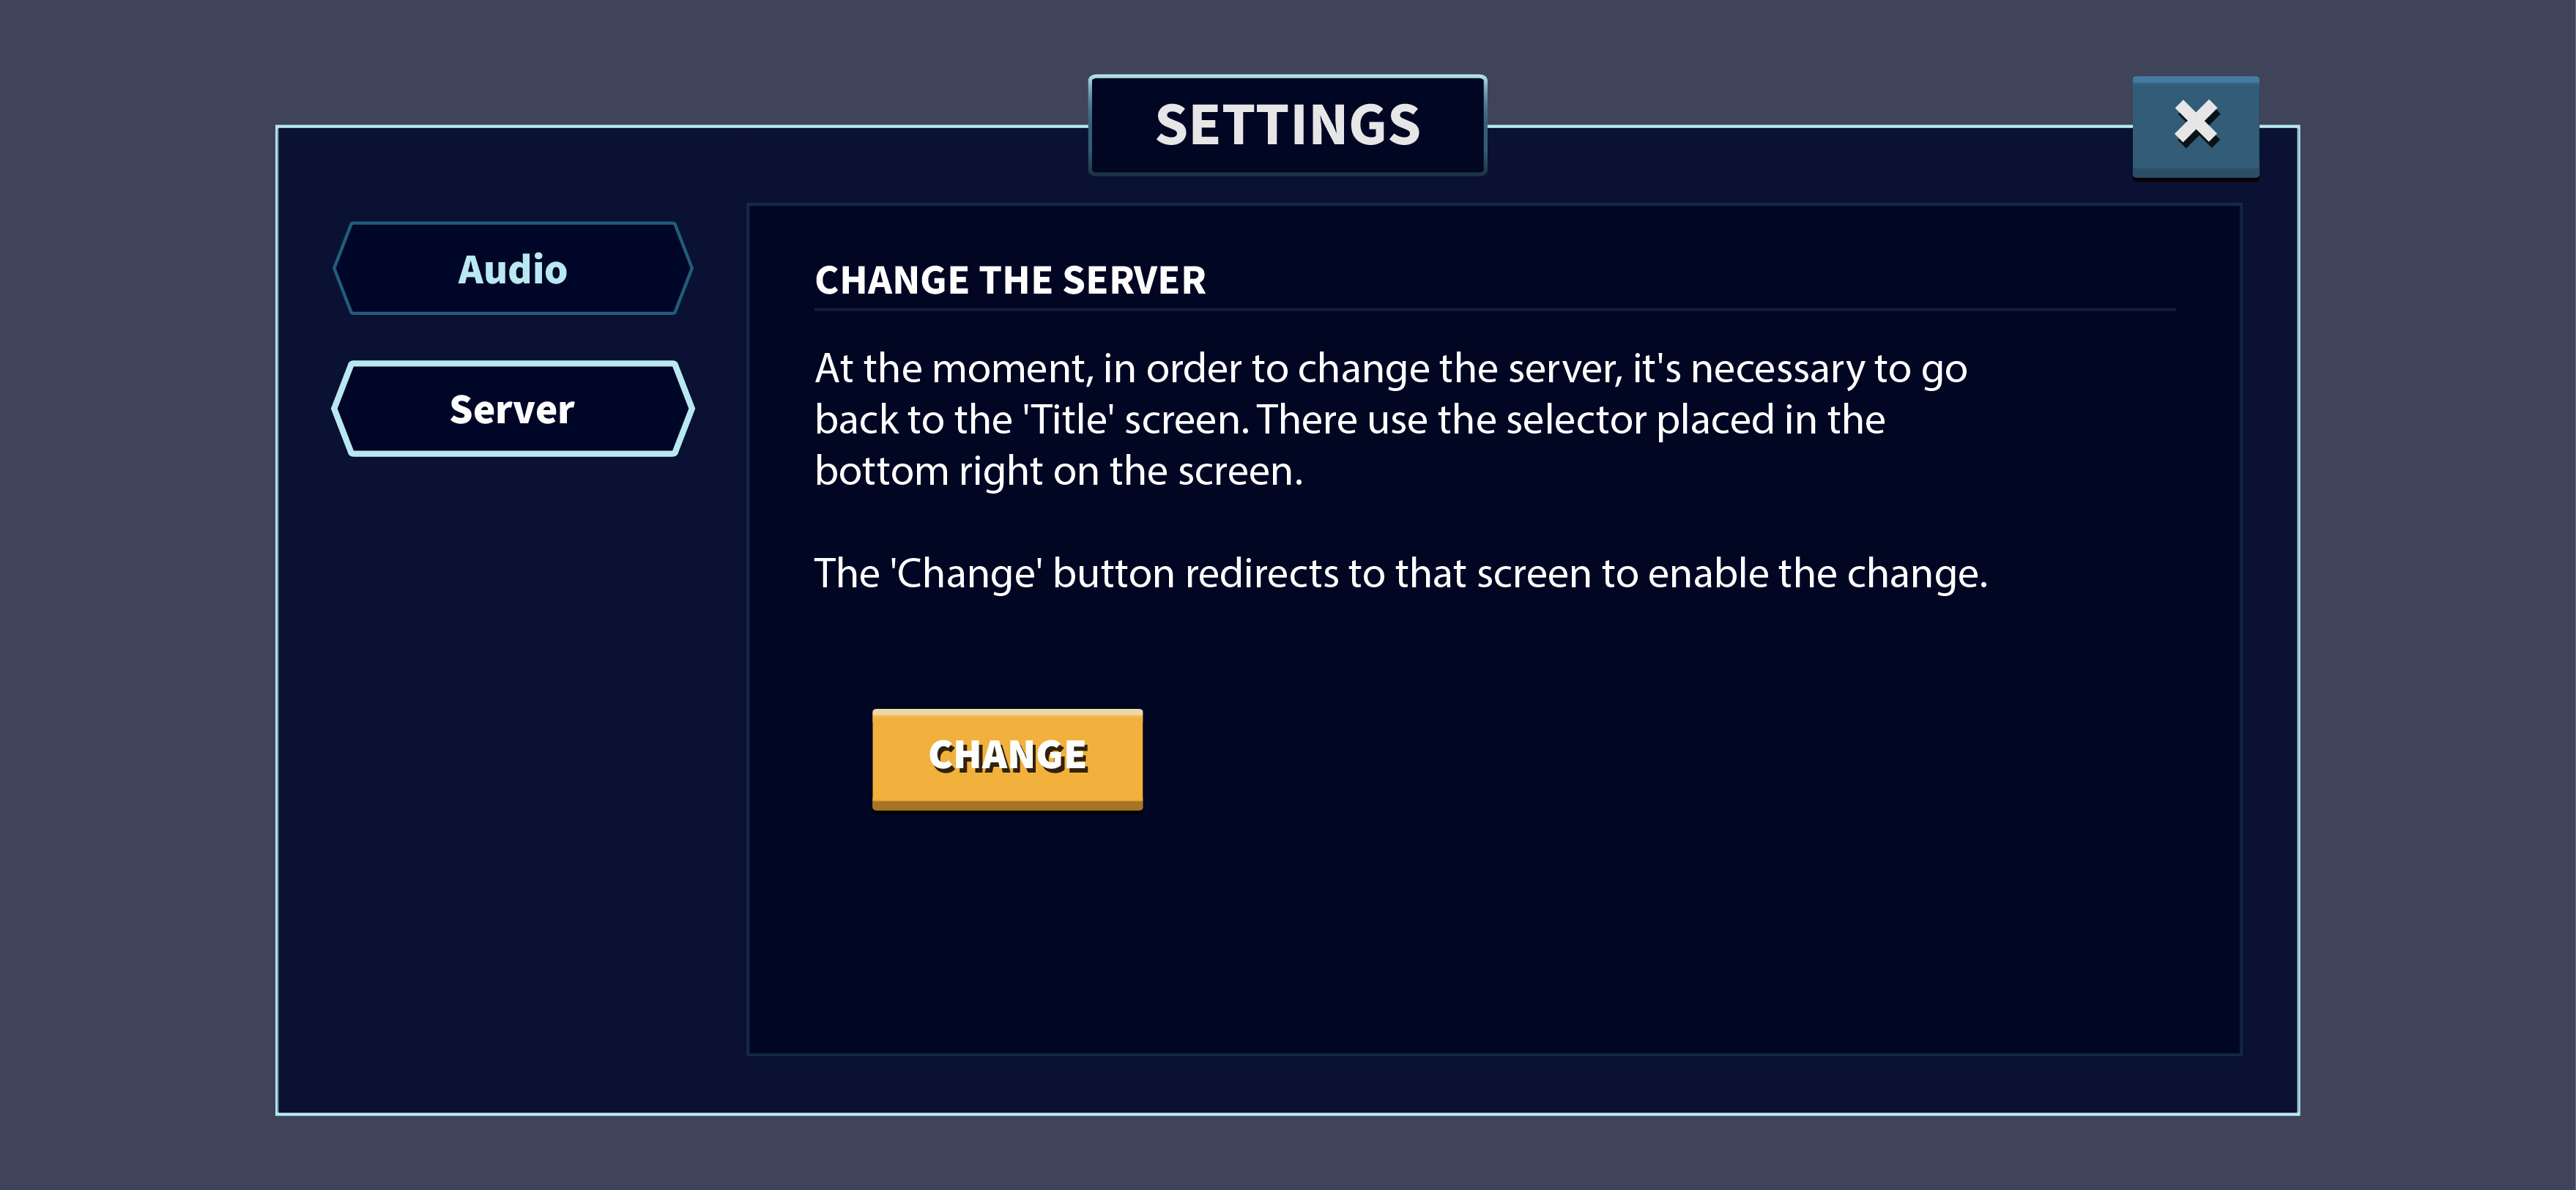 SETTINGS
Audio
Server
CHANGE THE SERVER
At the moment, in order to change the server, it's necessary to go
back to the 'Title' screen. There use the selector placed in the
bottom right on the screen.
The 'Change' button redirects to that screen to enable the change.
CHANGE